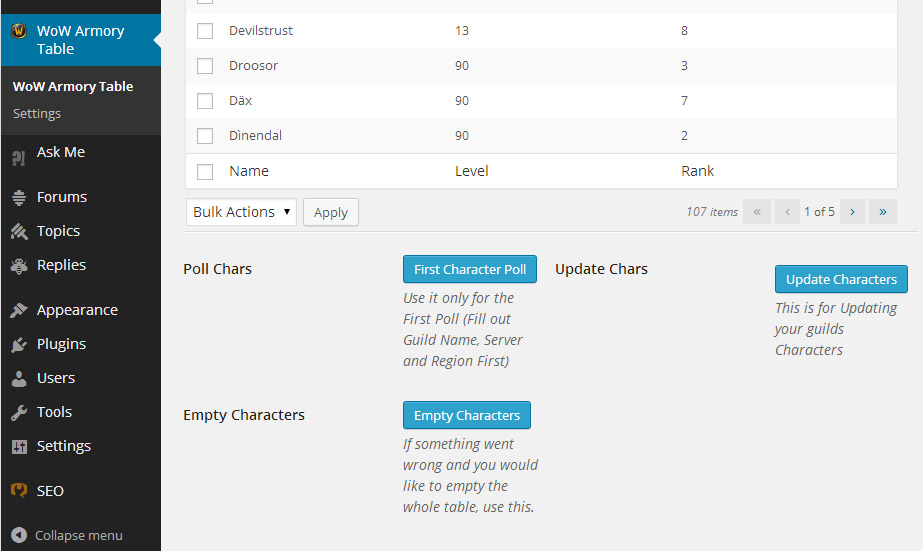 WoW Armory
Table
WoW Armory Table
Settings
Ask Me
Forums
Topics
Replies
Appearance
Plugins
Users
Tools
Settings
SEO
Collapse menu
Devilstrust 13 8
Droosor 90 3
Däx 90 7
Dìnendal 90 2
Name Level Rank
Bulk Actions ▼ Apply 107 items « ‹ 1 of 5 › »
Poll Chars
First Character Poll
Use it only for the
First Poll (Fill out
Guild Name, Server
and Region First)
Update Chars
Update Characters
This is for Updating
your guilds
Characters
Empty Characters
Empty Characters
If something went
wrong and you would
like to empty the
whole table, use this.